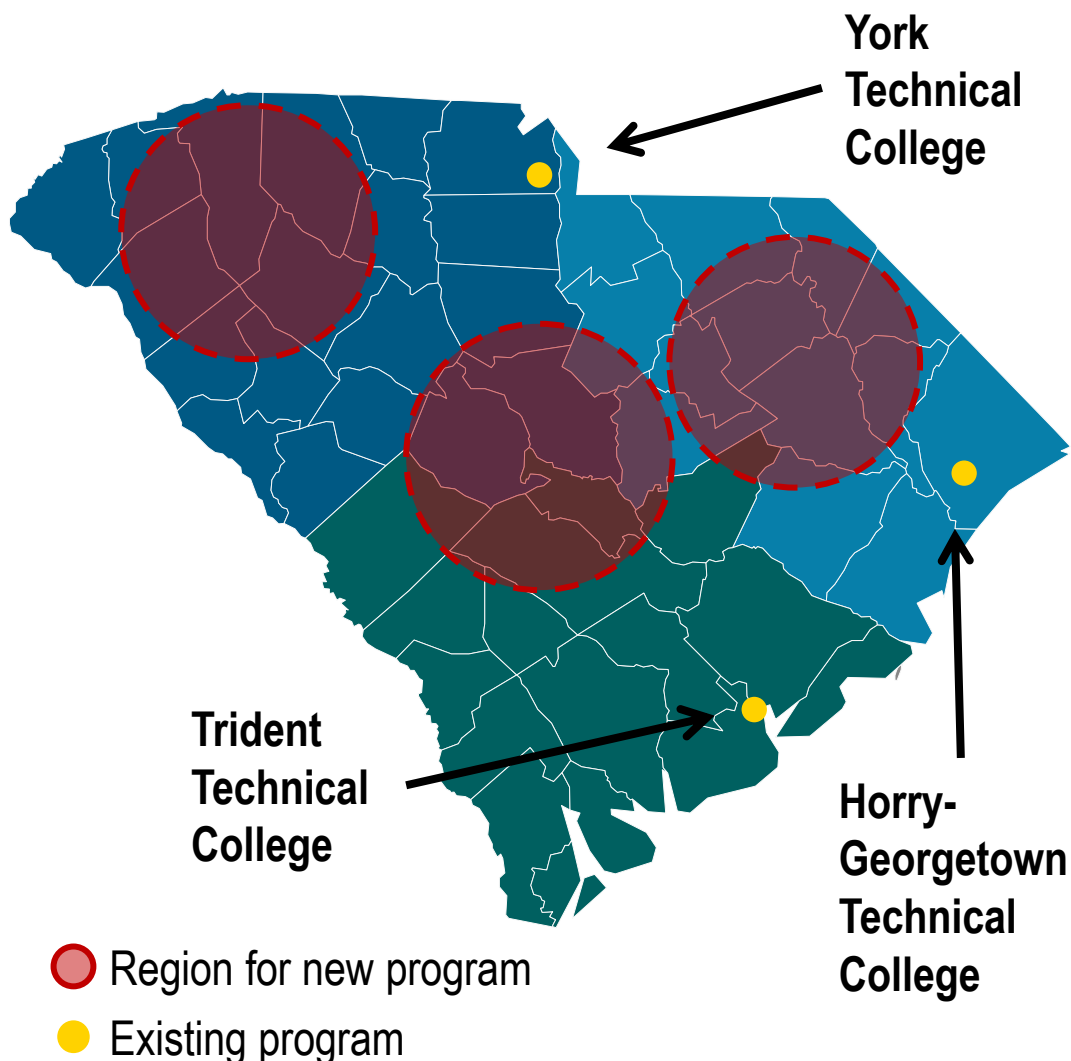 York
Technical
College
Trident
Technical
College
Horry-
Georgetown
Technical
College
Region for new program
Existing program